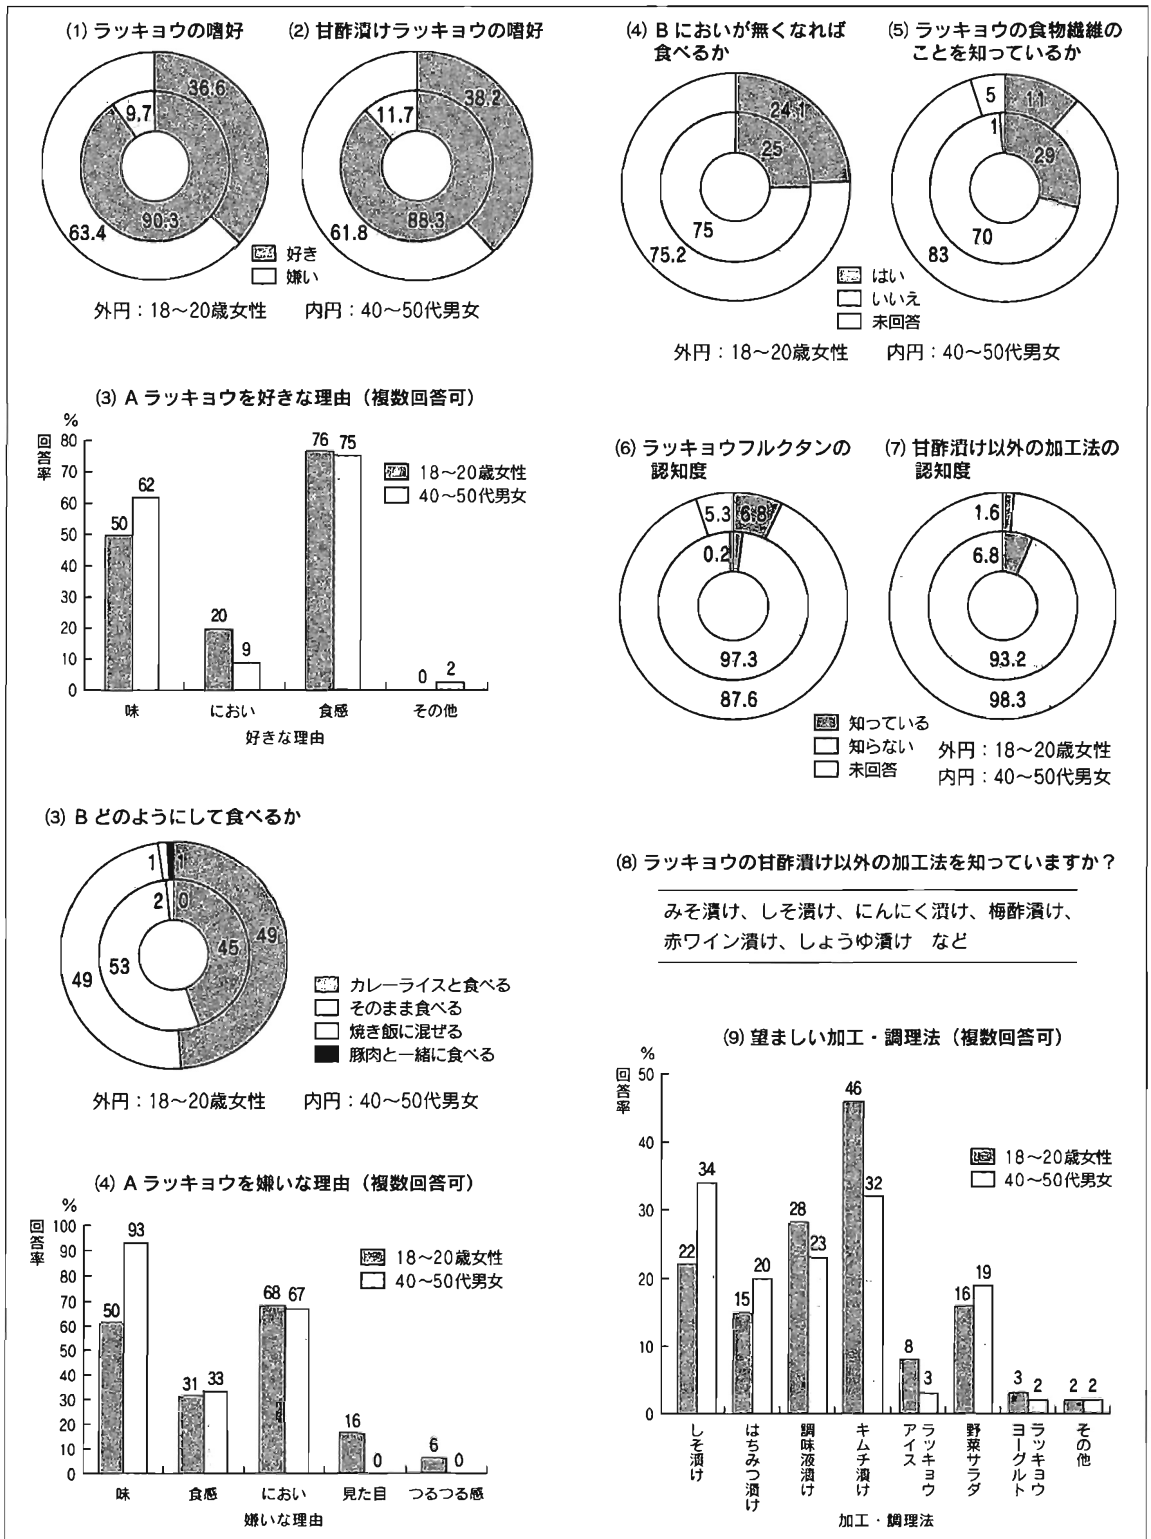 (1) ラッキョウの嗜好
36.6
9.7
90.3
63.4
(2) 甘酢漬けラッキョウの嗜好
38.2
11.7
88.3
61.8
好き
嫌い
外円：18〜20歳女性 内円：40〜50代男女
(3) A ラッキョウを好きな理由（複数回答可）
%
回答率
80
70
60
50
40
30
20
10
0
50
62
20
9
76
75
0
2
18〜20歳女性
40〜50代男女
味 におい 食感 その他
好きな理由
(3) B どのようにして食べるか
1
1
2
0
45
49
53
49
カレーライスと食べる
そのまま食べる
焼き飯に混ぜる
豚肉と一緒に食べる
外円：18〜20歳女性 内円：40〜50代男女
(4) A ラッキョウを嫌いな理由（複数回答可）
%
回答率
100
90
80
70
60
50
40
30
20
10
0
50
93
31
33
68
67
16
0
6
0
18〜20歳女性
40〜50代男女
味 食感 におい 見た目 つるつる感
嫌いな理由
(4) B においが無くなれば
食べるか
24.1
25
75
75.2
(5) ラッキョウの食物繊維の
ことを知っているか
5
11
1
29
70
83
はい
いいえ
未回答
外円：18〜20歳女性 内円：40〜50代男女
(6) ラッキョウフルクタンの
認知度
5.3
6.8
0.2
97.3
87.6
(7) 甘酢漬け以外の加工法の
認知度
1.6
6.8
93.2
98.3
知っている
知らない
未回答
外円：18〜20歳女性
内円：40〜50代男女
(8) ラッキョウの甘酢漬け以外の加工法を知っていますか？
みそ漬け、しそ漬け、にんにく漬け、梅酢漬け、
赤ワイン漬け、しょうゆ漬け など
(9) 望ましい加工・調理法（複数回答可）
%
回答率
50
40
30
20
10
0
22
34
15
20
28
23
46
32
8
3
16
19
3
2
2
2
18〜20歳女性
40〜50代男女
しそ漬け
はちみつ漬け
調味液漬け
キムチ漬け
ラッキョウ
アイス
野菜サラダ
ラッキョウ
ヨーグルト
その他
加工・調理法